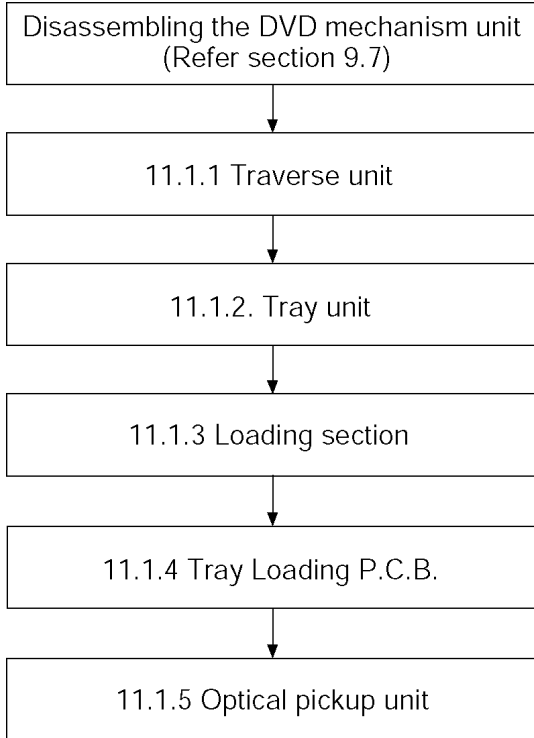 Disassembling the DVD mechanism unit
(Refer section 9.7)
11.1.1 Traverse unit
11.1.2. Tray unit
11.1.3 Loading section
11.1.4 Tray Loading P.C.B.
11.1.5 Optical pickup unit